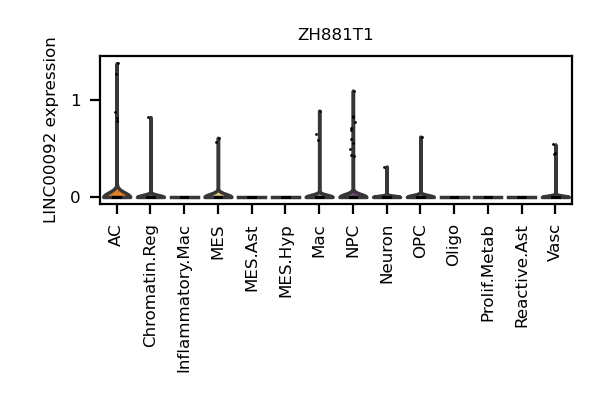 ZH881T1
LINC00092 expression
1
0
AC
Chromatin.Reg
Inflammatory.Mac
MES
MES.Ast
MES.Hyp
Mac
NPC
Neuron
OPC
Oligo
Prolif.Metab
Reactive.Ast
Vasc